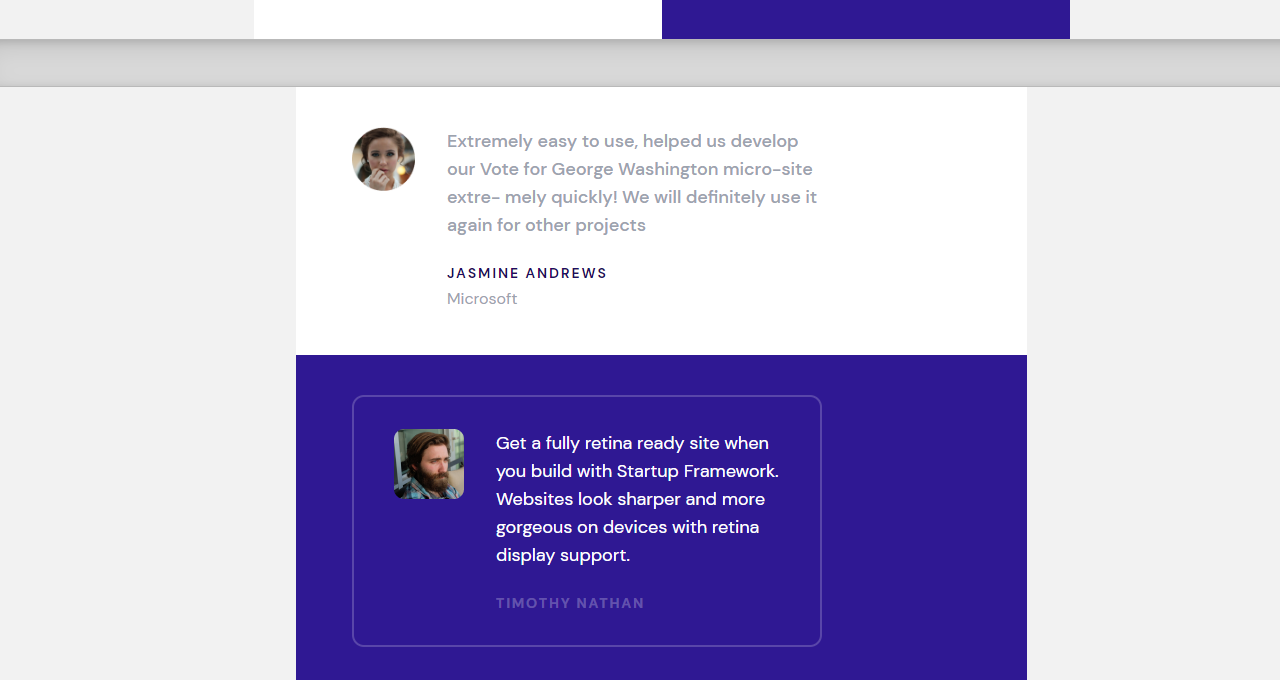 Extremely easy to use, helped us develop
our Vote for George Washington micro-site
extre- mely quickly! We will definitely use it
again for other projects
JASMINE ANDREWS
Microsoft
Get a fully retina ready site when
you build with Startup Framework.
Websites look sharper and more
gorgeous on devices with retina
display support.
TIMOTHY NATHAN